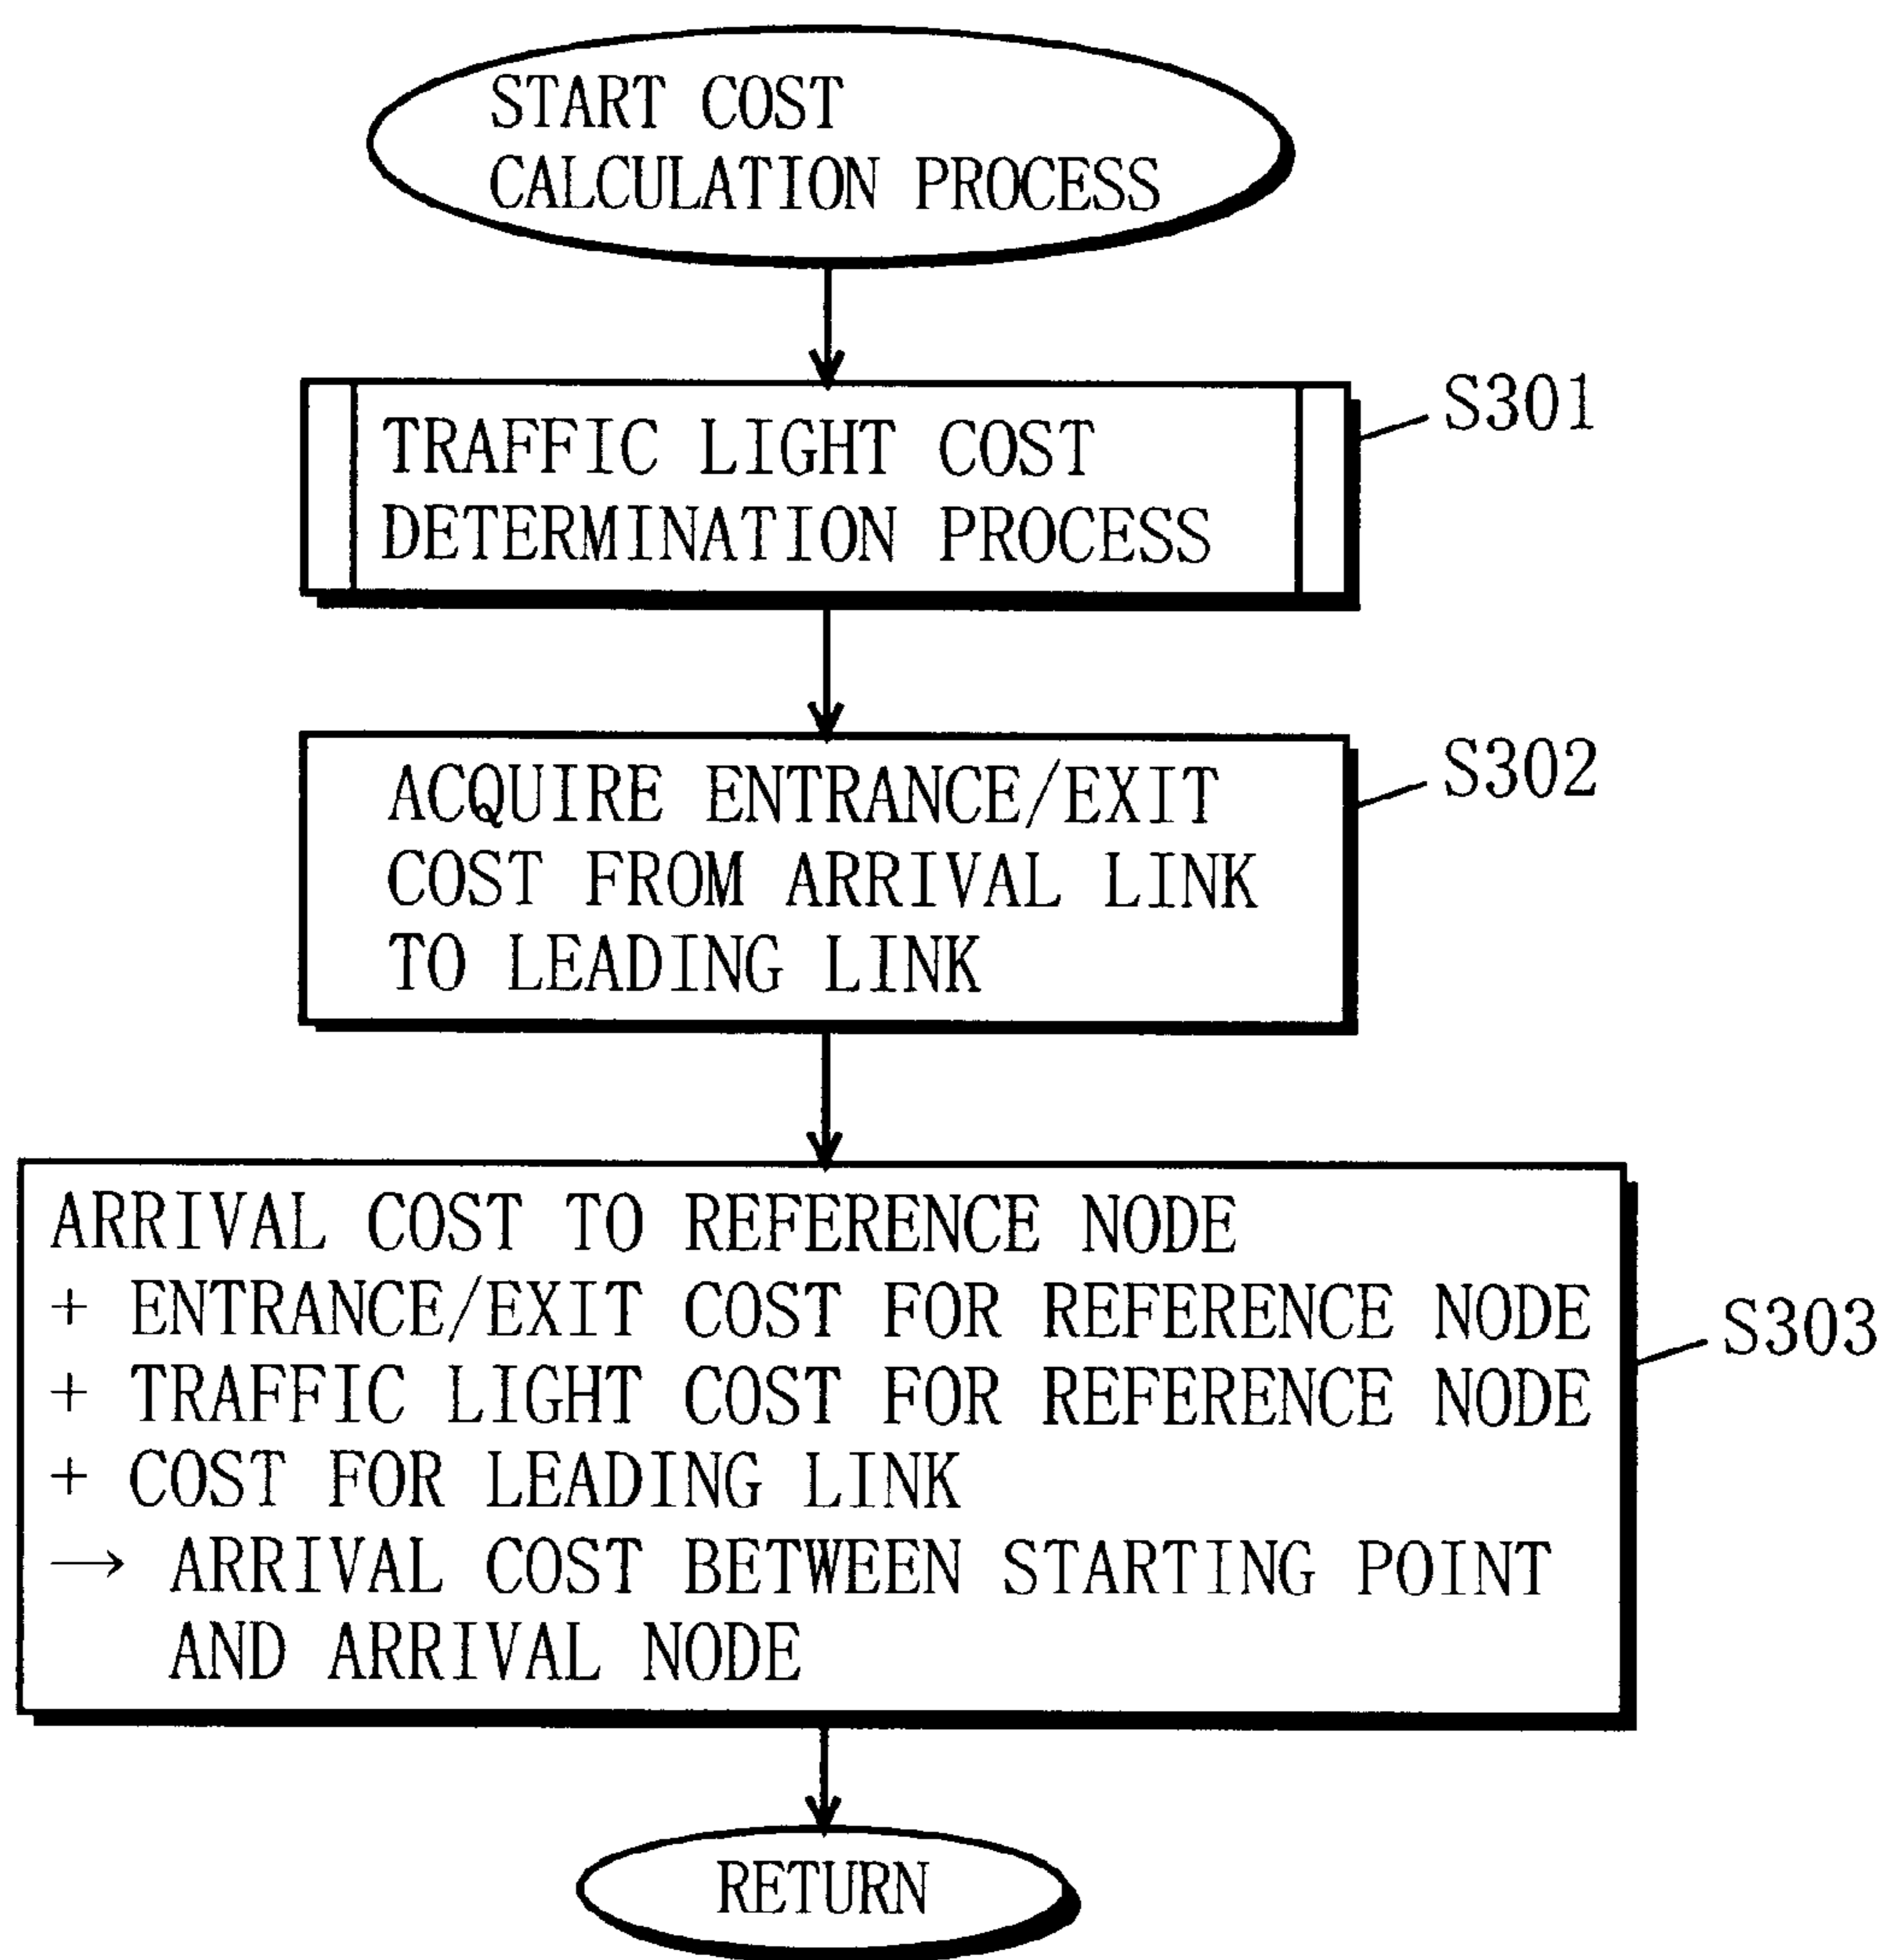 START COST
CALCULATION PROCESS
TRAFFIC LIGHT COST
DETERMINATION PROCESS
S301
ACQUIRE ENTRANCE/EXIT
COST FROM ARRIVAL LINK
TO LEADING LINK
S302
ARRIVAL COST TO REFERENCE NODE
+ ENTRANCE/EXIT COST FOR REFERENCE NODE
+ TRAFFIC LIGHT COST FOR REFERENCE NODE
+ COST FOR LEADING LINK
→ ARRIVAL COST BETWEEN STARTING POINT
AND ARRIVAL NODE
S303
RETURN